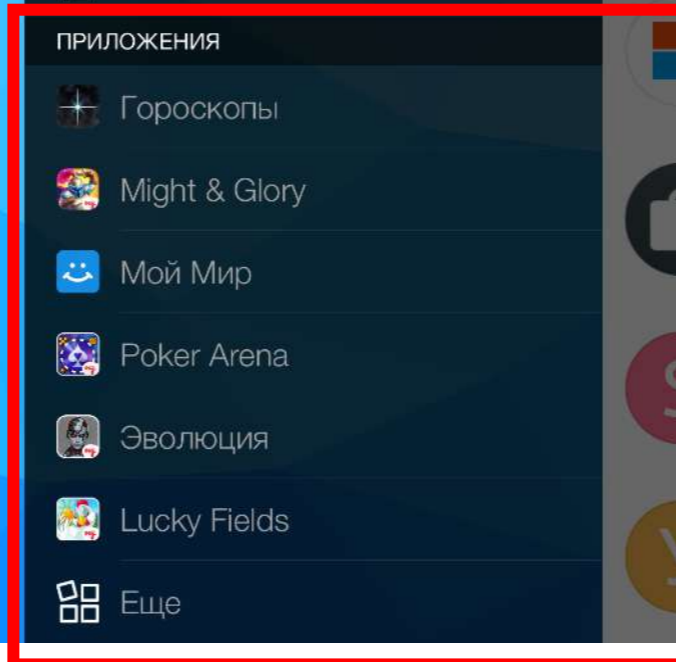 ПРИЛОЖЕНИЯ
Гороскопы
Might & Glory
Мой Мир
Poker Arena
Эволюция
Lucky Fields
Еще